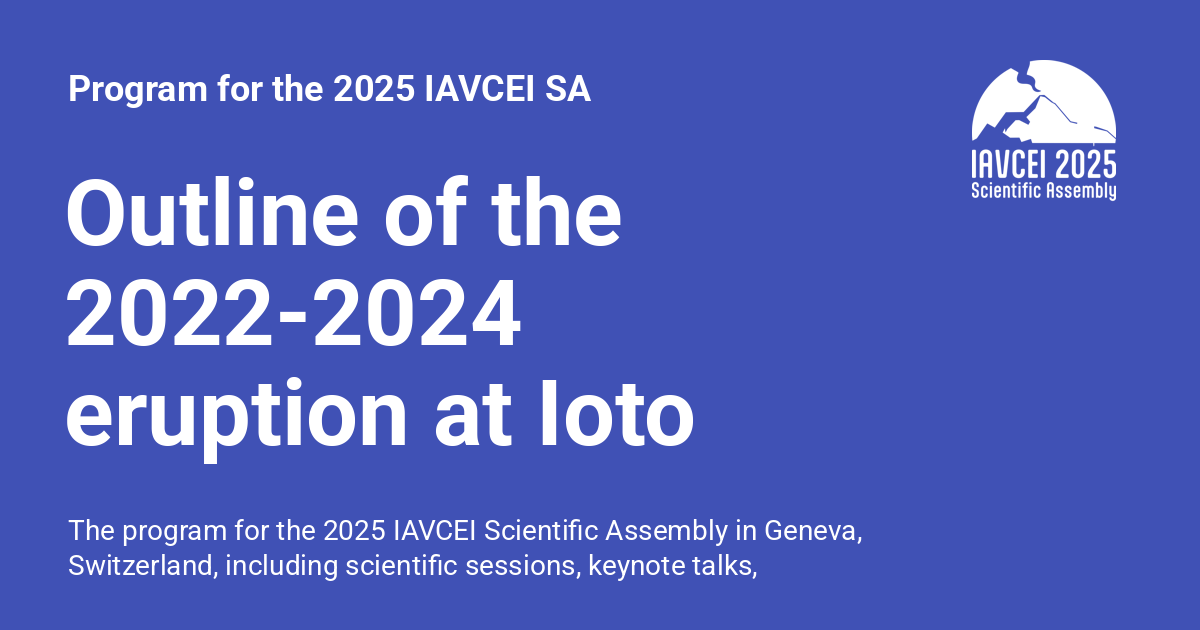 Program for the 2025 IAVCEI SA
IAVCEI 2025
Scientific Assembly
Outline of the
2022-2024
eruption at Ioto
The program for the 2025 IAVCEI Scientific Assembly in Geneva,
Switzerland, including scientific sessions, keynote talks,